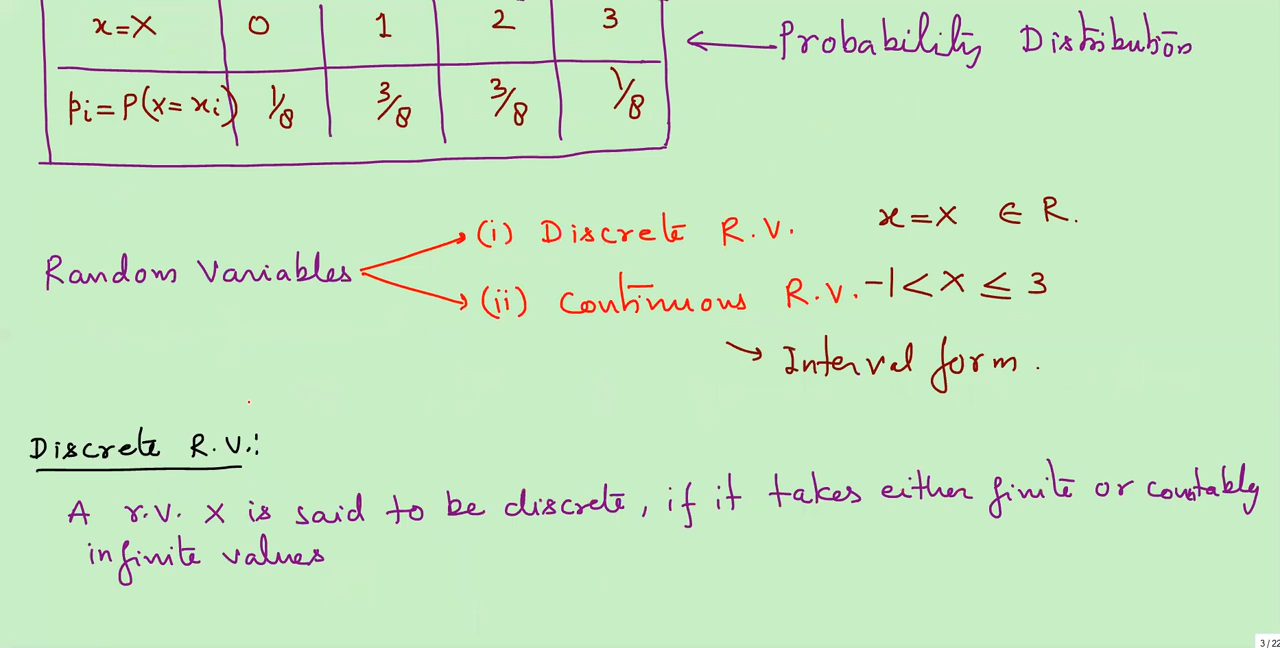 x=X 0 1 2 3 ← Probability Distribution
pi = P(X = xi) 1/8 3/8 3/8 1/8
(i) Discrete R.V. x=X ∈ R.
Random Variables
(ii) Continuous R.V. -1 < X ≤ 3
→ Interval form.
Discrete R.V.:
A r.v. X is said to be discrete, if it takes either finite or countably
infinite values
3 / 22